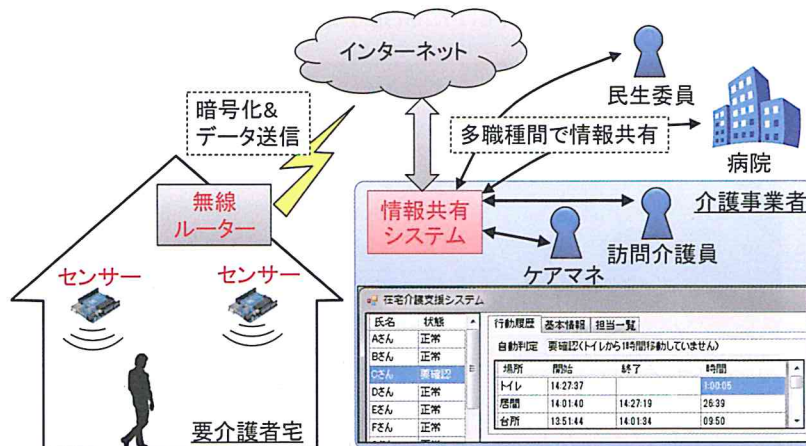 インターネット
暗号化&
データ送信
民生委員
多職種間で情報共有
病院
無線
ルーター
情報共有
システム
介護事業者
訪問介護員
ケアマネ
センサー
センサー
要介護者宅
在宅介護支援システム
氏名 状態
Aさん 正常
Bさん 正常
Cさん 要確認
Dさん 正常
Eさん 正常
Fさん 正常
行動履歴 基本情報 担当一覧
自動判定 要確認(トイレから1時間移動していません)
場所 開始 終了 時間
トイレ 14:27:37 1:00:05
居間 14:01:40 14:27:19 26:39
台所 13:51:44 14:01:34 09:50